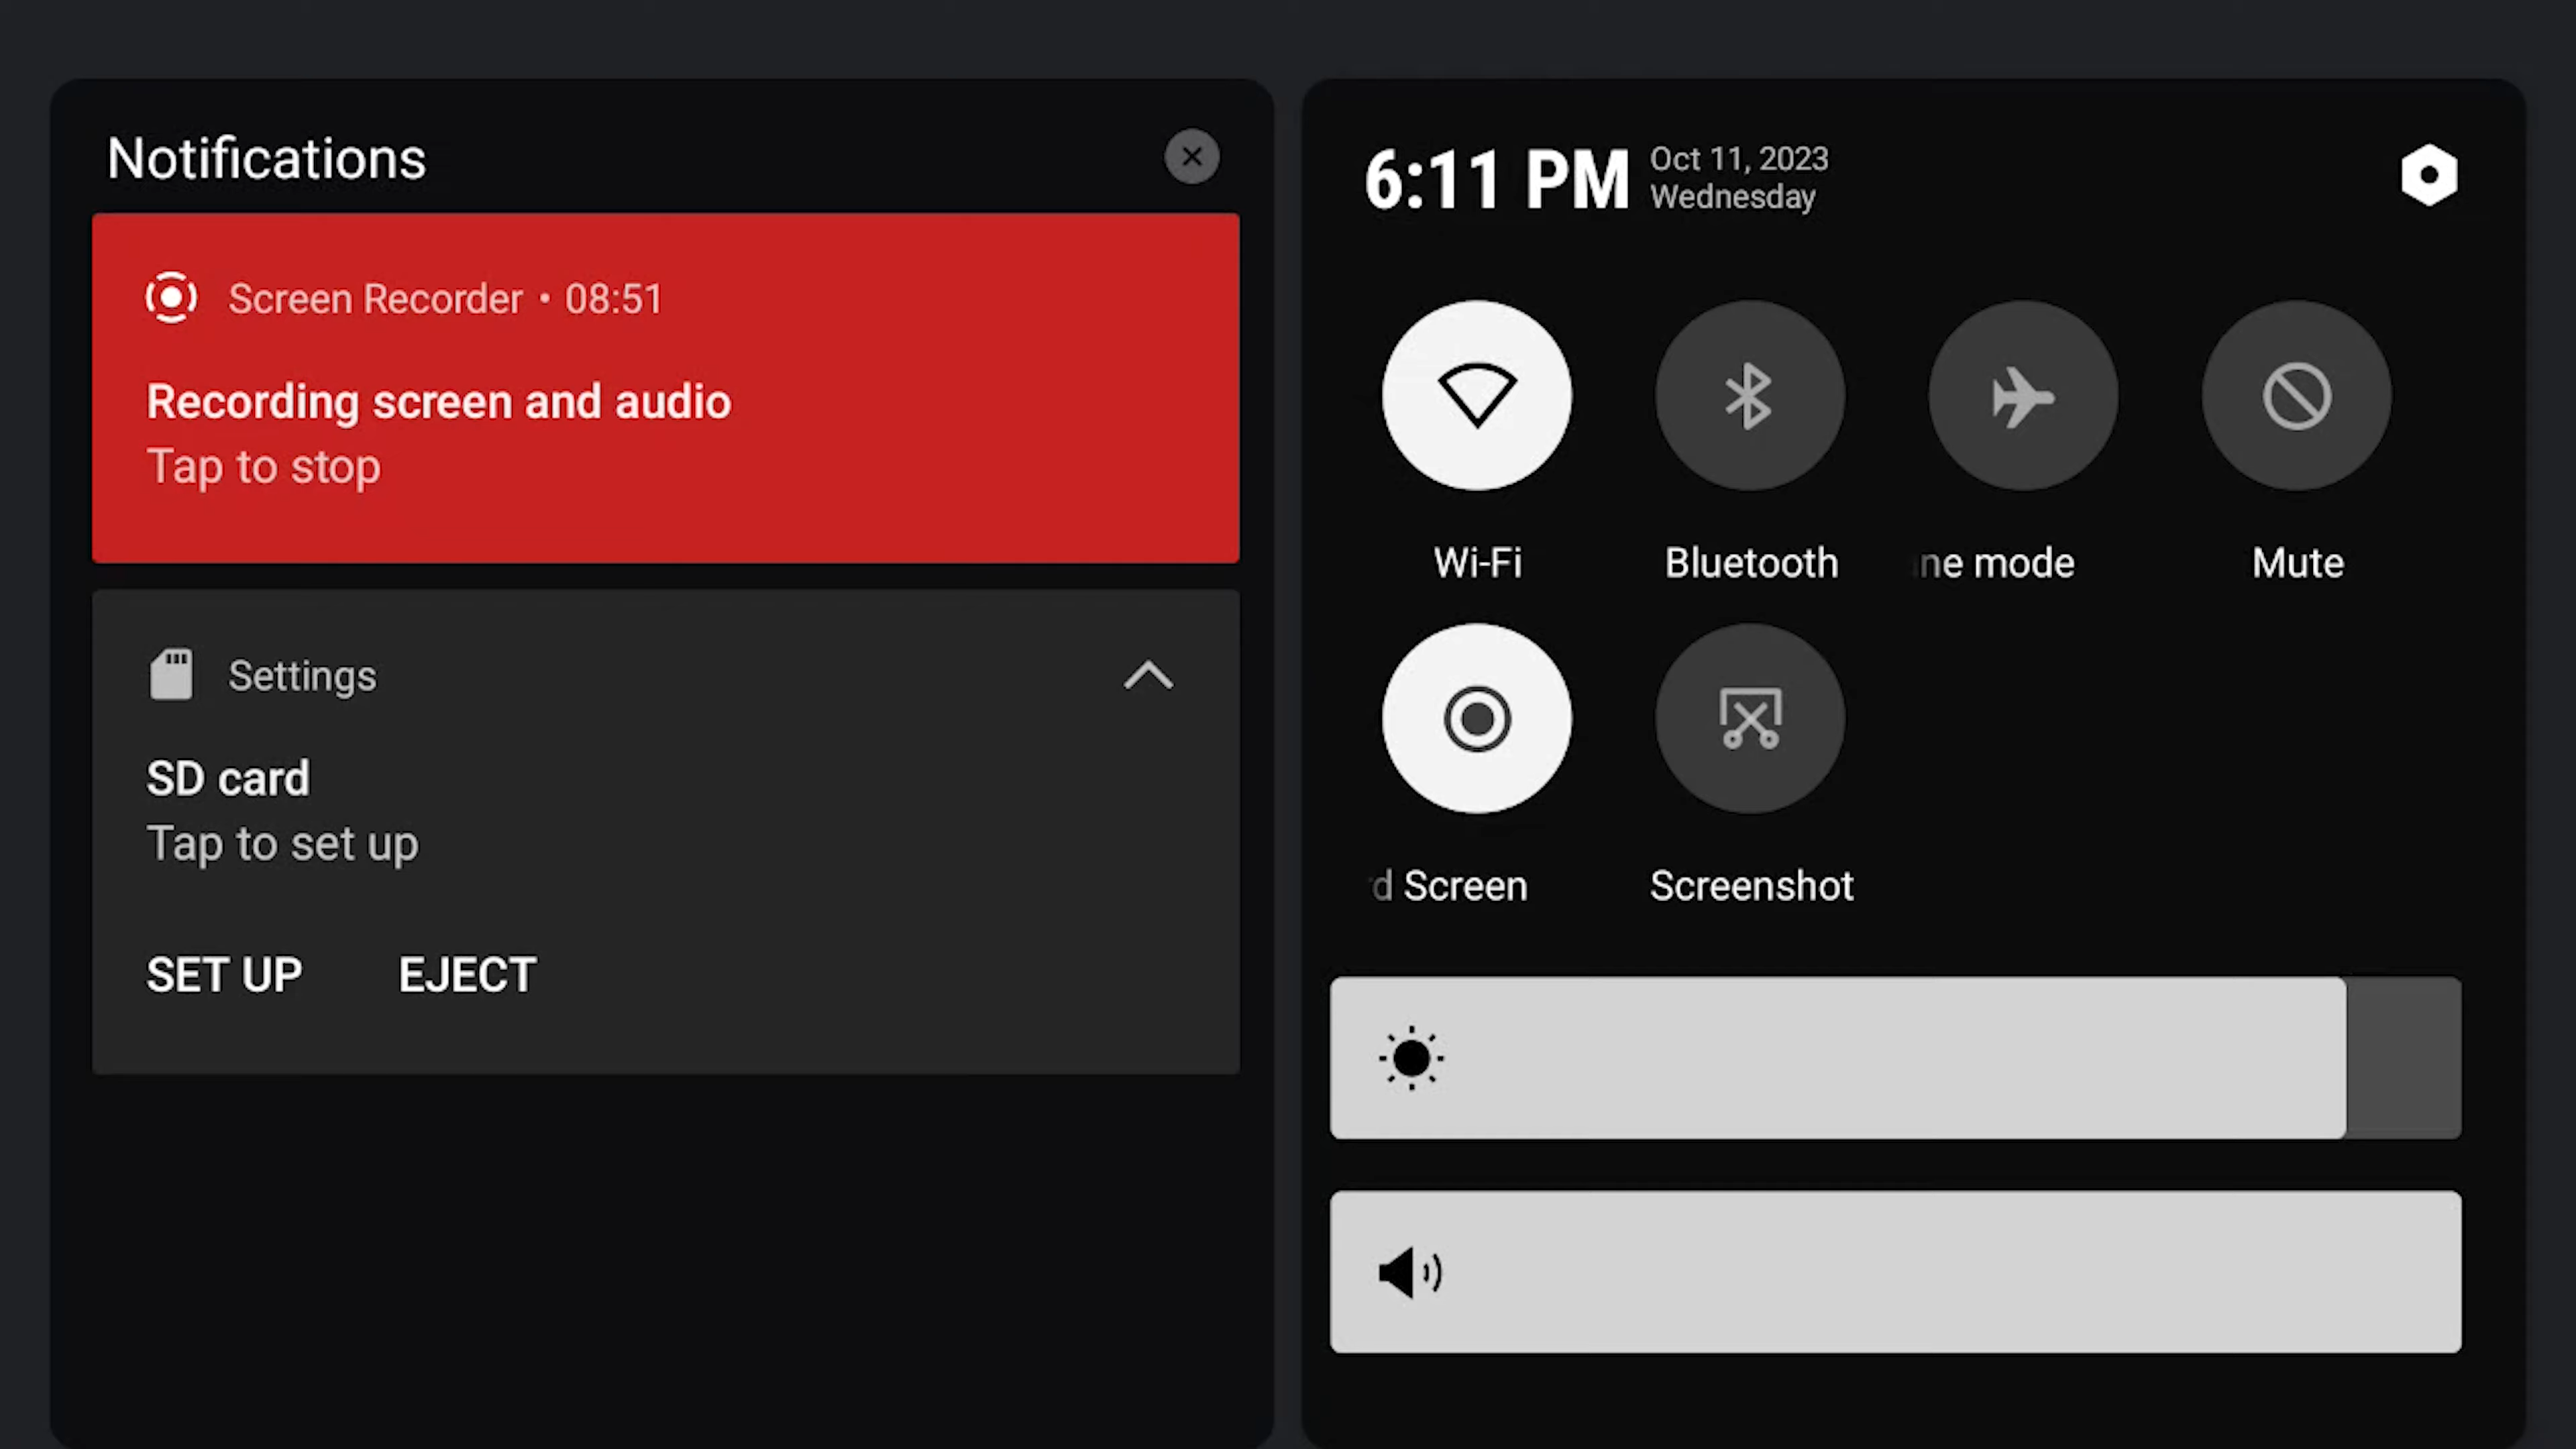 Notifications
Screen Recorder • 08:51
Recording screen and audio
Tap to stop
Settings
SD card
Tap to set up
SET UP EJECT
6:11 PM
Oct 11, 2023
Wednesday
Wi-Fi Bluetooth ne mode Mute
d Screen Screenshot